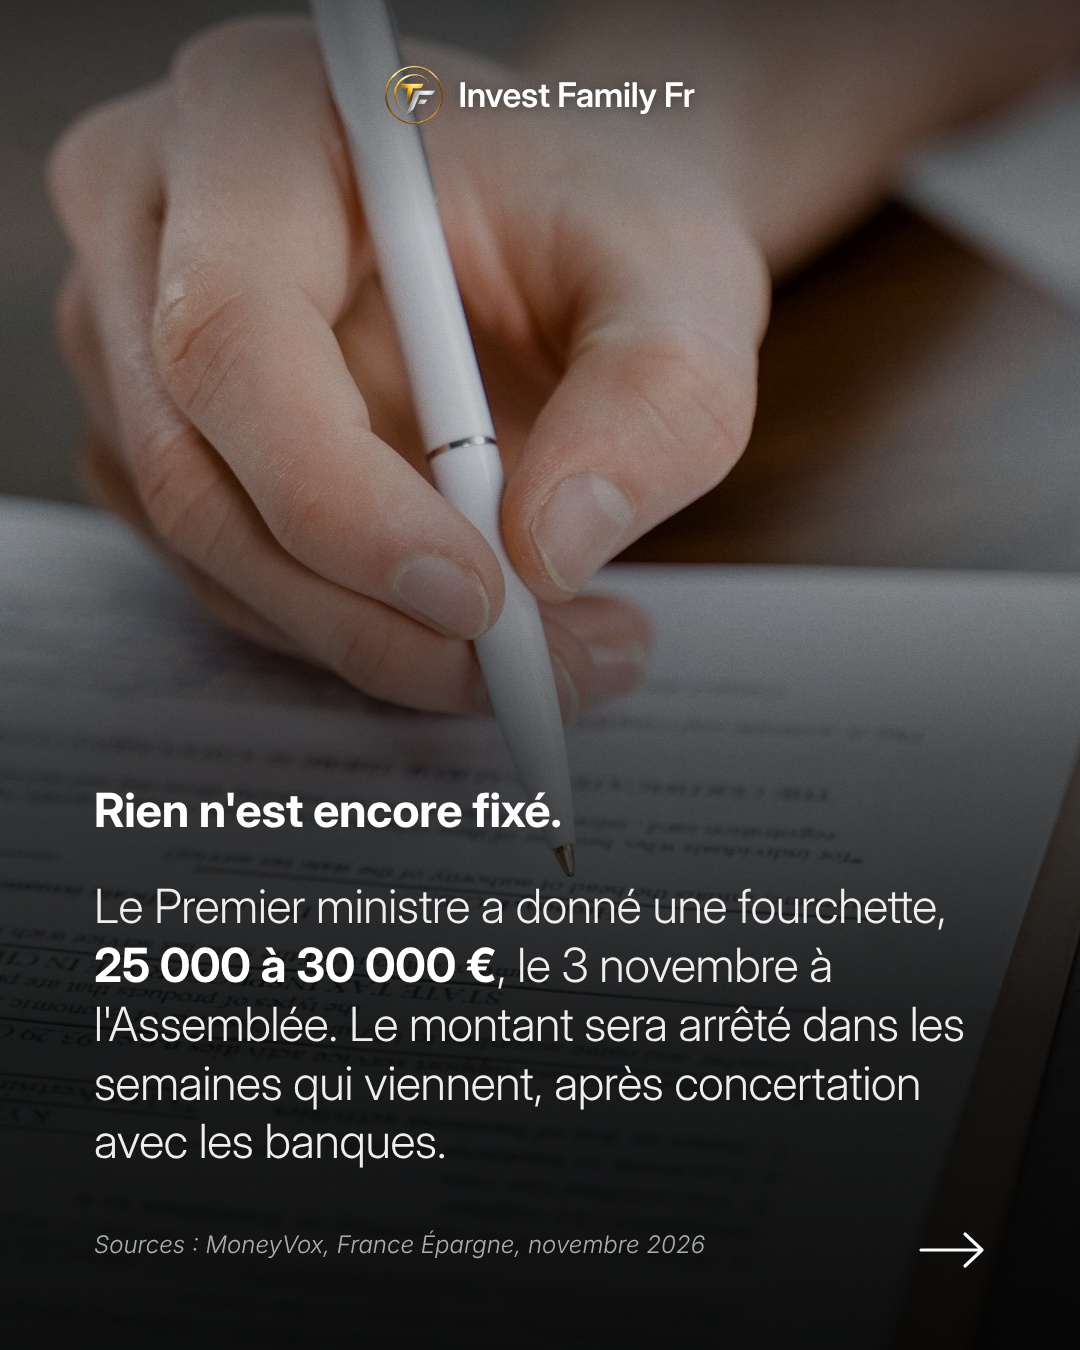 Invest Family Fr
Rien n'est encore fixé.
Le Premier ministre a donné une fourchette,
25 000 à 30 000 €, le 3 novembre à
l'Assemblée. Le montant sera arrêté dans les
semaines qui viennent, après concertation
avec les banques.
Sources : MoneyVox, France Épargne, novembre 2026